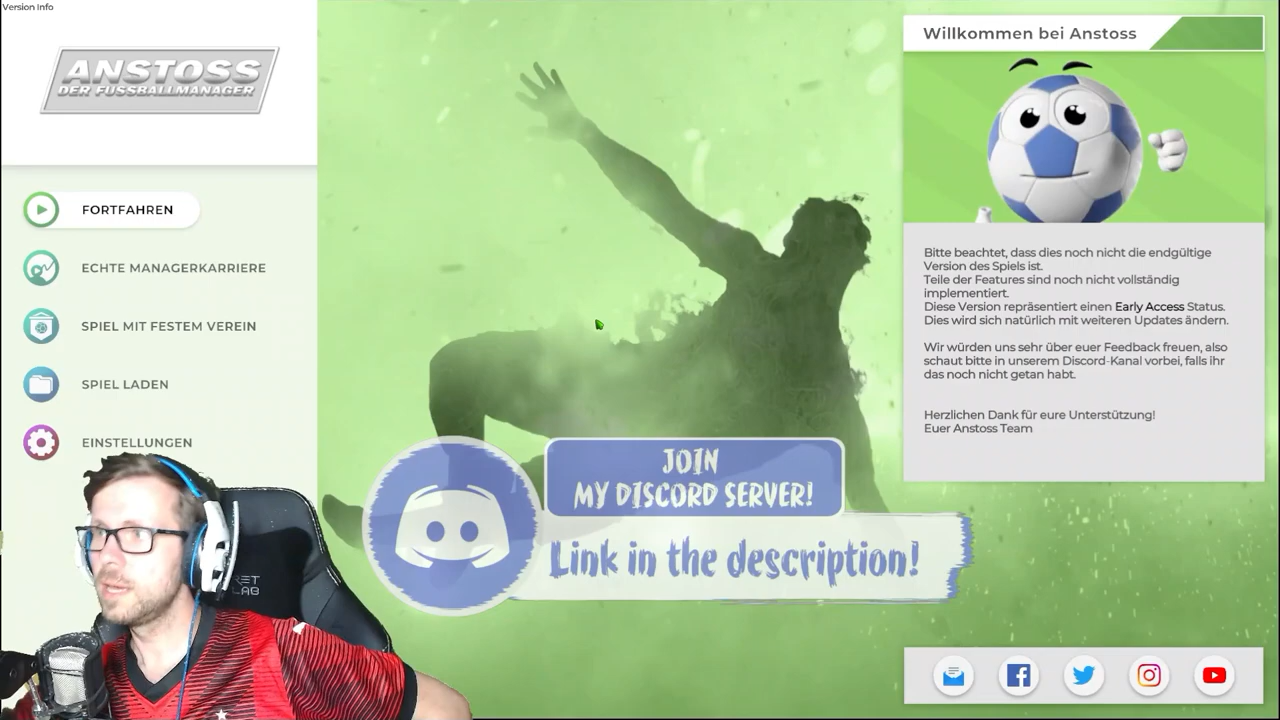 Version Info
ANSTOSS
DER FUSSBALLMANAGER
FORTFAHREN
ECHTE MANAGERKARRIERE
SPIEL MIT FESTEM VEREIN
SPIEL LADEN
EINSTELLUNGEN
Willkommen bei Anstoss
Bitte beachtet, dass dies noch nicht die endgültige
Version des Spiels ist.
Teile der Features sind noch nicht vollständig
implementiert.
Diese Version repräsentiert einen Early Access Status.
Dies wird sich natürlich mit weiteren Updates ändern.
Wir würden uns sehr über euer Feedback freuen, also
schaut bitte in unserem Discord-Kanal vorbei, falls ihr
das noch nicht getan habt.
Herzlichen Dank für eure Unterstützung!
Euer Anstoss Team
JOIN
MY DISCORD SERVER!
Link in the description!